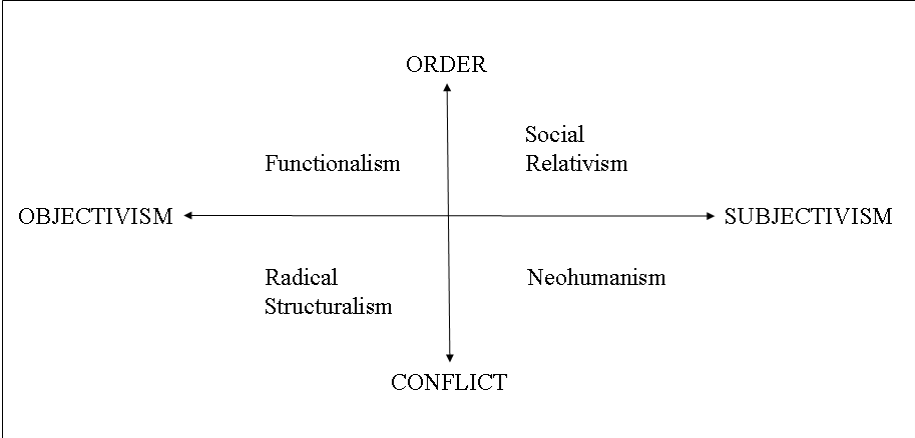 ORDER
Social
Relativism
Functionalism
OBJECTIVISM
SUBJECTIVISM
Radical
Structuralism
Neohumanism
CONFLICT